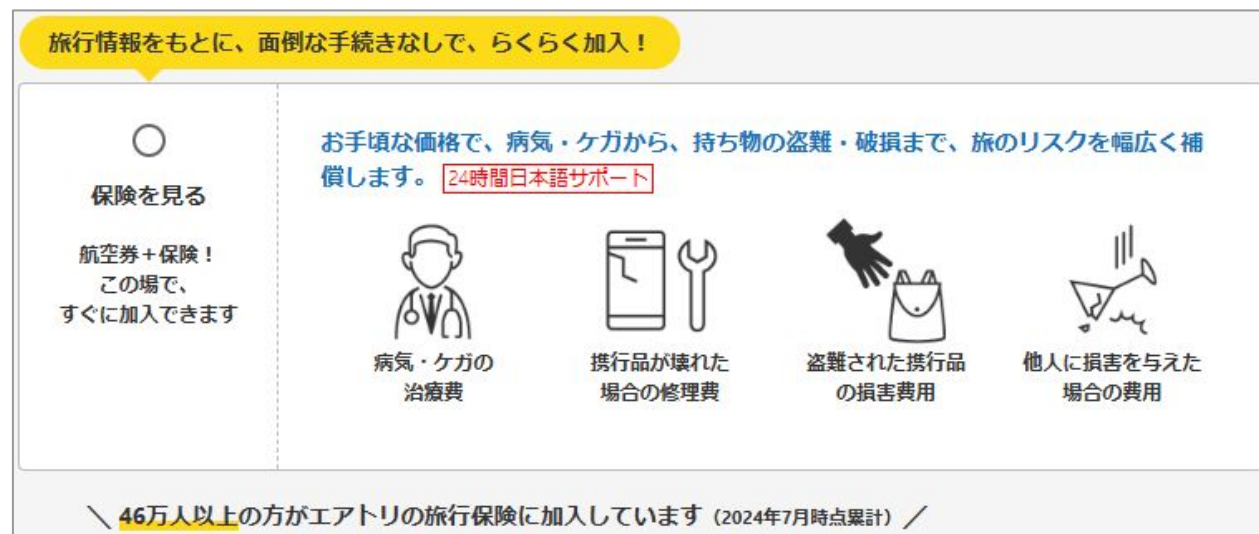 旅行情報をもとに、面倒な手続きなしで、らくらく加入！
保険を見る
航空券＋保険！
この場で、
すぐに加入できます
お手頃な価格で、病気・ケガから、持ち物の盗難・破損まで、旅のリスクを幅広く補
償します。 24時間日本語サポート
病気・ケガの
治療費
携行品が壊れた
場合の修理費
盗難された携行品
の損害費用
他人に損害を与えた
場合の費用
＼ 46万人以上の方がエアトリの旅行保険に加入しています（2024年7月時点累計）／